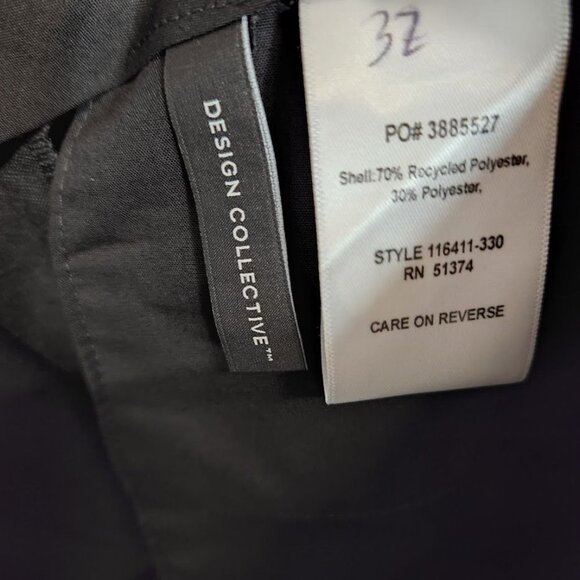 DESIGN COLLECTIVE™
32
PO# 3885527
Shell:70% Recycled Polyester,
30% Polyester,
STYLE 116411-330
RN 51374
CARE ON REVERSE